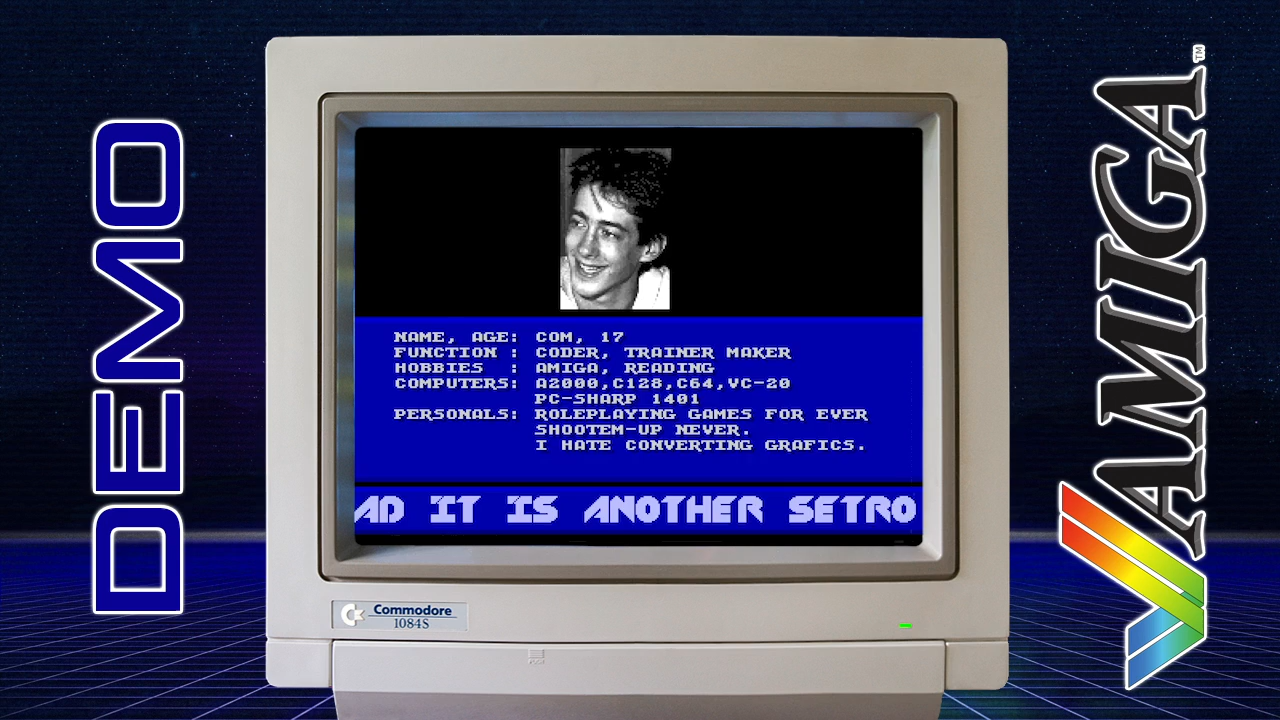 DEMO
NAME, AGE: COM, 17
FUNCTION : CODER, TRAINER MAKER
HOBBIES  : AMIGA, READING
COMPUTERS: A2000,C128,C64,VC-20
PC-SHARP 1401
PERSONALS: ROLEPLAYING GAMES FOR EVER
SHOOTEM-UP NEVER.
I HATE CONVERTING GRAFICS.
AD IT IS ANOTHER SETRO
Commodore
1084S
AMIGA™